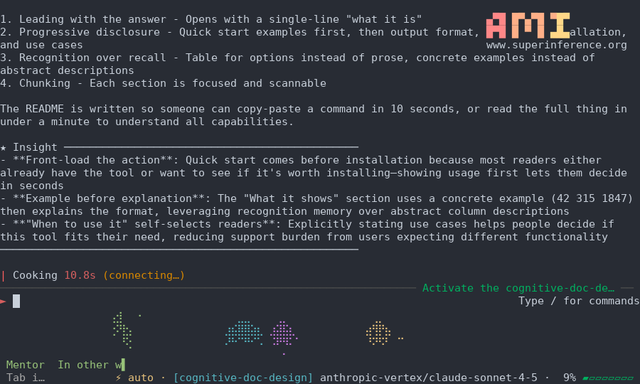 AMI
1. Leading with the answer - Opens with a single-line "what it is"
2. Progressive disclosure - Quick start examples first, then output format, allation,
and use cases www.superinference.org
3. Recognition over recall - Table for options instead of prose, concrete examples instead of
abstract descriptions
4. Chunking - Each section is focused and scannable
The README is written so someone can copy-paste a command in 10 seconds, or read the full thing in
under a minute to understand all capabilities.
★ Insight ───────────────────────────────────────────────
- **Front-load the action**: Quick start comes before installation because most readers either
already have the tool or want to see if it's worth installing—showing usage first lets them decide
in seconds
- **Example before explanation**: The "What it shows" section uses a concrete example (42 315 1847)
then explains the format, leveraging recognition memory over abstract column descriptions
- **"When to use it" self-selects readers**: Explicitly stating use cases helps people decide if
this tool fits their need, reducing support burden from users expecting different functionality
| Cooking 10.8s (connecting…)
Activate the cognitive-doc-de…
Type / for commands
Mentor In other w
Tab i… ⚡ auto · [cognitive-doc-design] anthropic-vertex/claude-sonnet-4-5 · 9%